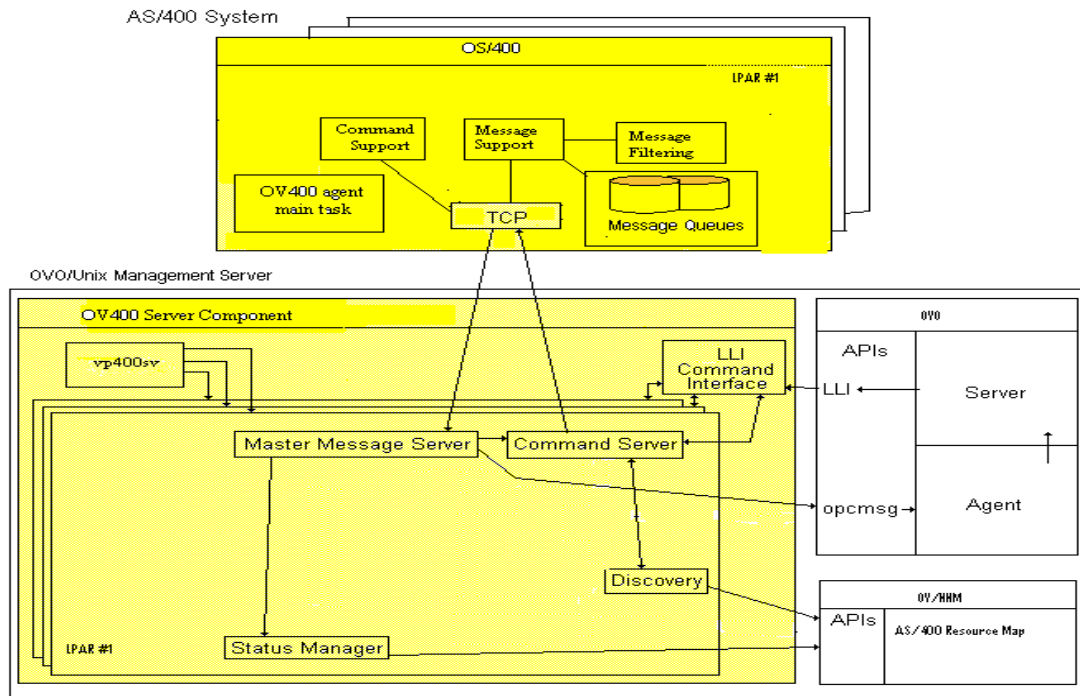 AS/400 System
OS/400
LPAR #1
Command
Support
Message
Support
Message
Filtering
OV400 agent
main task
TCP
Message Queues
OVO/Unix Management Server
OV400 Server Component
vp400sv
LLI
Command
Interface
Master Message Server
Command Server
Discovery
Status Manager
LPAR #1
OVO
APIs
LLI
Server
opcmsg
Agent
OV/NNM
APIs
AS/400 Resource Map